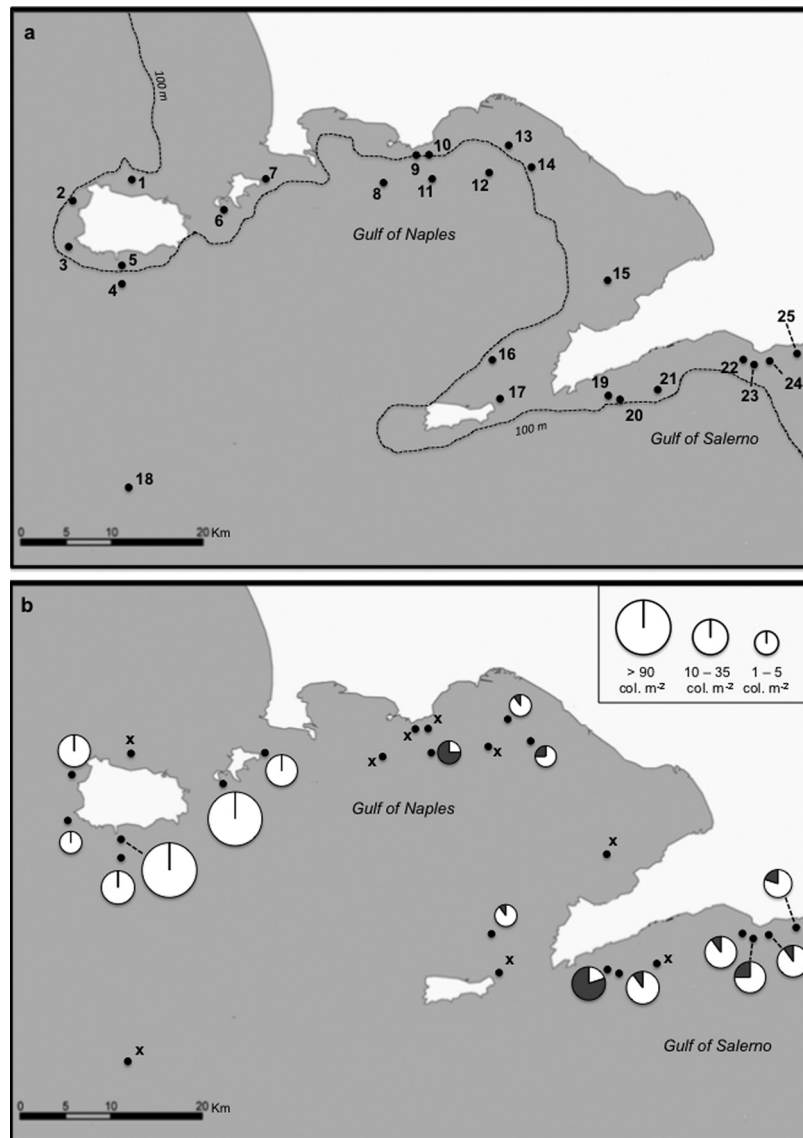 a
100 m
1
2
3
4
5
6
7
8
9
10
11
12
13
14
15
16
17
18
19
20
21
22
23
24
25
Gulf of Naples
100 m
Gulf of Salerno
0 5 10 20 Km
b
> 90 10 – 35 1 – 5
col. m-² col. m-² col. m-²
x
x
x
x
x
Gulf of Naples
x
x
x
x
Gulf of Salerno
0 5 10 20 Km